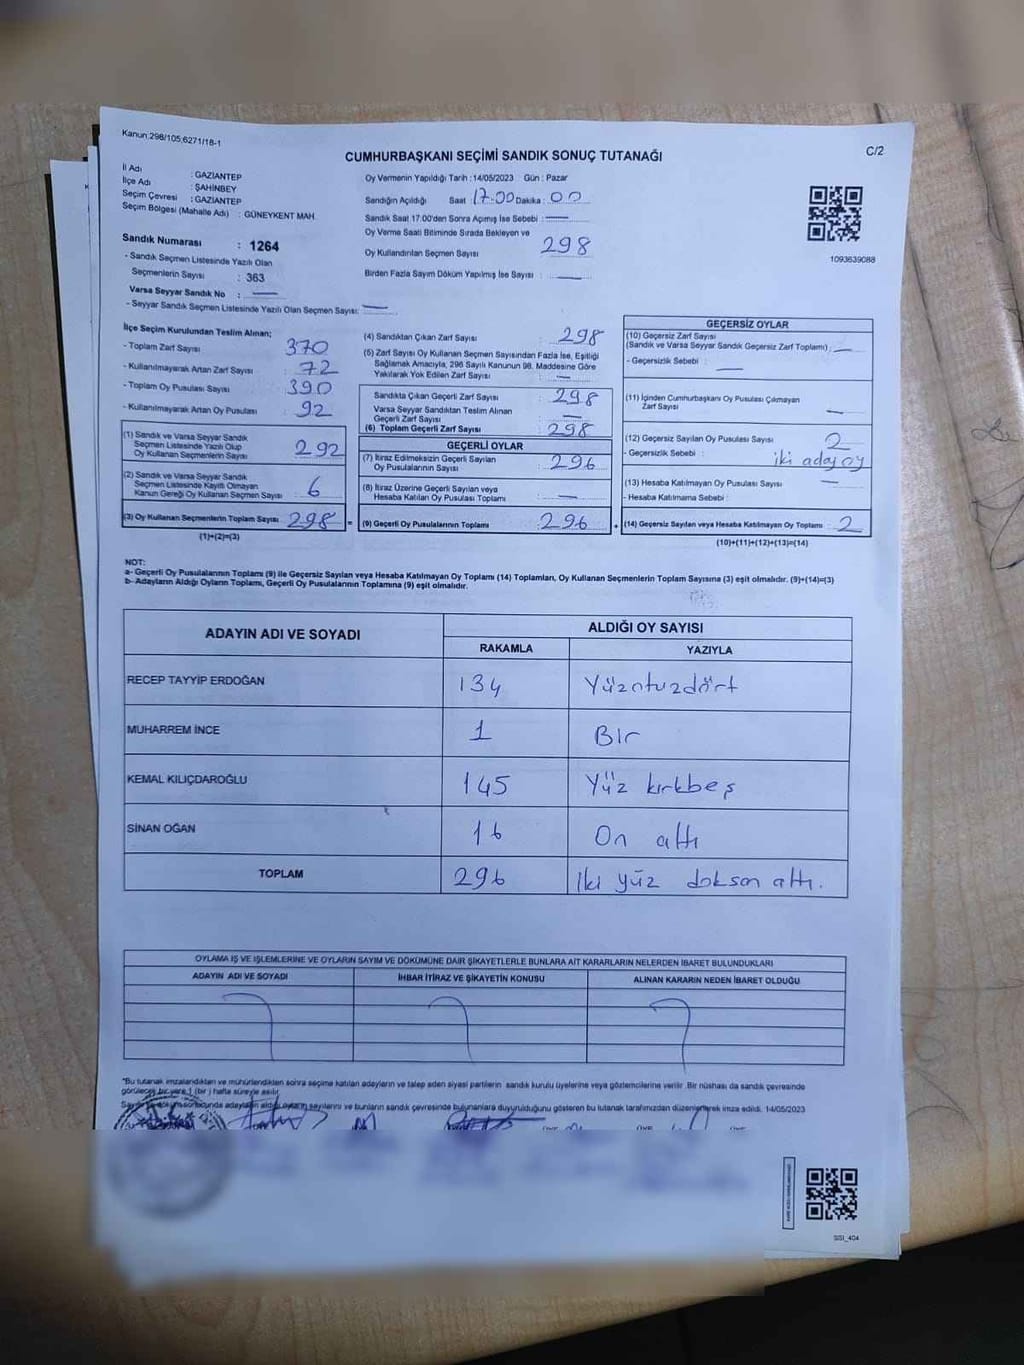 Kanun:298/105,6271/18-1
C/2
CUMHURBAŞKANI SEÇİMİ SANDIK SONUÇ TUTANAĞI
İl Adı : GAZİANTEP
İlçe Adı : ŞAHİNBEY
Seçim Çevresi : GAZİANTEP
Seçim Bölgesi (Mahalle Adı) : GÜNEYKENT MAH.
Sandık Numarası : 1264
- Sandık Seçmen Listesinde Yazılı Olan
Seçmenlerin Sayısı : 363
Varsa Seyyar Sandık No : —
- Seyyar Sandık Seçmen Listesinde Yazılı Olan Seçmen Sayısı: —
Oy Vermenin Yapıldığı Tarih : 14/05/2023 Gün : Pazar
Sandığın Açıldığı Saat : 17:00 Dakika : 00
Sandık Saat 17.00'den Sonra Açımış İse Sebebi : —
Oy Verme Saati Bitiminde Sırada Bekleyen ve
Oy Kullandırılan Seçmen Sayısı 298
Birden Fazla Sayım Döküm Yapılmış İse Sayısı : —
1093639088
İlçe Seçim Kurulundan Teslim Alınan;
- Toplam Zarf Sayısı : 370
- Kullanılmayarak Artan Zarf Sayısı : 72
- Toplam Oy Pusulası Sayısı : 390
- Kullanılmayarak Artan Oy Pusulası : 92
(1) Sandık ve Varsa Seyyar Sandık
Seçmen Listesinde Yazılı Olup
Oy Kullanan Seçmenlerin Sayısı : 292
(2) Sandık ve Varsa Seyyar Sandık
Seçmen Listesinde Kayıtlı Olmayan
Kanun Gereği Oy Kullanan Seçmen Sayısı : 6
(3) Oy Kullanan Seçmenlerin Toplam Sayısı : 298 =
(1)+(2)=(3)
(4) Sandıktan Çıkan Zarf Sayısı : 298
(5) Zarf Sayısı Oy Kullanan Seçmen Sayısından Fazla İse, Eşitliği
Sağlamak Amacıyla, 298 Sayılı Kanunun 98. Maddesine Göre
Yakılarak Yok Edilen Zarf Sayısı : —
Sandıkta Çıkan Geçerli Zarf Sayısı : 298
Varsa Seyyar Sandıktan Teslim Alınan
Geçerli Zarf Sayısı : —
(6) Toplam Geçerli Zarf Sayısı : 298
GEÇERLİ OYLAR
(7) İtiraz Edilmeksizin Geçerli Sayılan
Oy Pusulalarının Sayısı : 296
(8) İtiraz Üzerine Geçerli Sayılan veya
Hesaba Katılan Oy Pusulası Toplamı : —
(9) Geçerli Oy Pusulalarının Toplamı : 296 +
GEÇERSİZ OYLAR
(10) Geçersiz Zarf Sayısı
(Sandık ve Varsa Seyyar Sandık Geçersiz Zarf Toplamı) : —
- Geçersizlik Sebebi : —
(11) İçinden Cumhurbaşkanı Oy Pusulası Çıkmayan
Zarf Sayısı : —
(12) Geçersiz Sayılan Oy Pusulası Sayısı : 2
- Geçersizlik Sebebi : iki aday oy
(13) Hesaba Katılmayan Oy Pusulası Sayısı : —
- Hesaba Katılmama Sebebi :
(14) Geçersiz Sayılan veya Hesaba Katılmayan Oy Toplamı : 2
(10)+(11)+(12)+(13)=(14)
NOT:
a- Geçerli Oy Pusulalarının Toplamı (9) ile Geçersiz Sayılan veya Hesaba Katılmayan Oy Toplamı (14) Toplamları, Oy Kullanan Seçmenlerin Toplam Sayısına (3) eşit olmalıdır. (9)+(14)=(3)
b- Adayların Aldığı Oyların Toplamı, Geçerli Oy Pusulalarının Toplamına (9) eşit olmalıdır.
ADAYIN ADI VE SOYADI
ALDIĞI OY SAYISI
RAKAMLA YAZIYLA
RECEP TAYYİP ERDOĞAN 134 Yüzotuzdört
MUHARREM İNCE 1 Bir
KEMAL KILIÇDAROĞLU 145 Yüz kırkbeş
SİNAN OĞAN 16 On altı
TOPLAM 296 İki yüz doksan altı.
OYLAMA İŞ VE İŞLEMLERİNE VE OYLARIN SAYIM VE DÖKÜMÜNE DAİR ŞİKAYETLERLE BUNLARA AİT KARARLARIN NELERDEN İBARET BULUNDUKLARI
ADAYIN ADI VE SOYADI İHBAR İTİRAZ VE ŞİKAYETİN KONUSU ALINAN KARARIN NEDEN İBARET OLDUĞU
"Bu tutanak imzalandıktan ve mühürlendikten sonra seçime katılan adayların ve talep eden siyasi partilerin sandık kurulu üyelerine veya gözlemcilerine verilir. Bir nüshası da sandık çevresinde
görülecek bir yere 1 (bir ) hafta süreyle asılır.
adayların aldığı oyların sayılarını ve bunların sandık çevresinde bulunanlara duyurulduğunu gösteren bu tutanak tarafımızdan düzenlenerek imza edildi. 14/05/2023
SISI_404